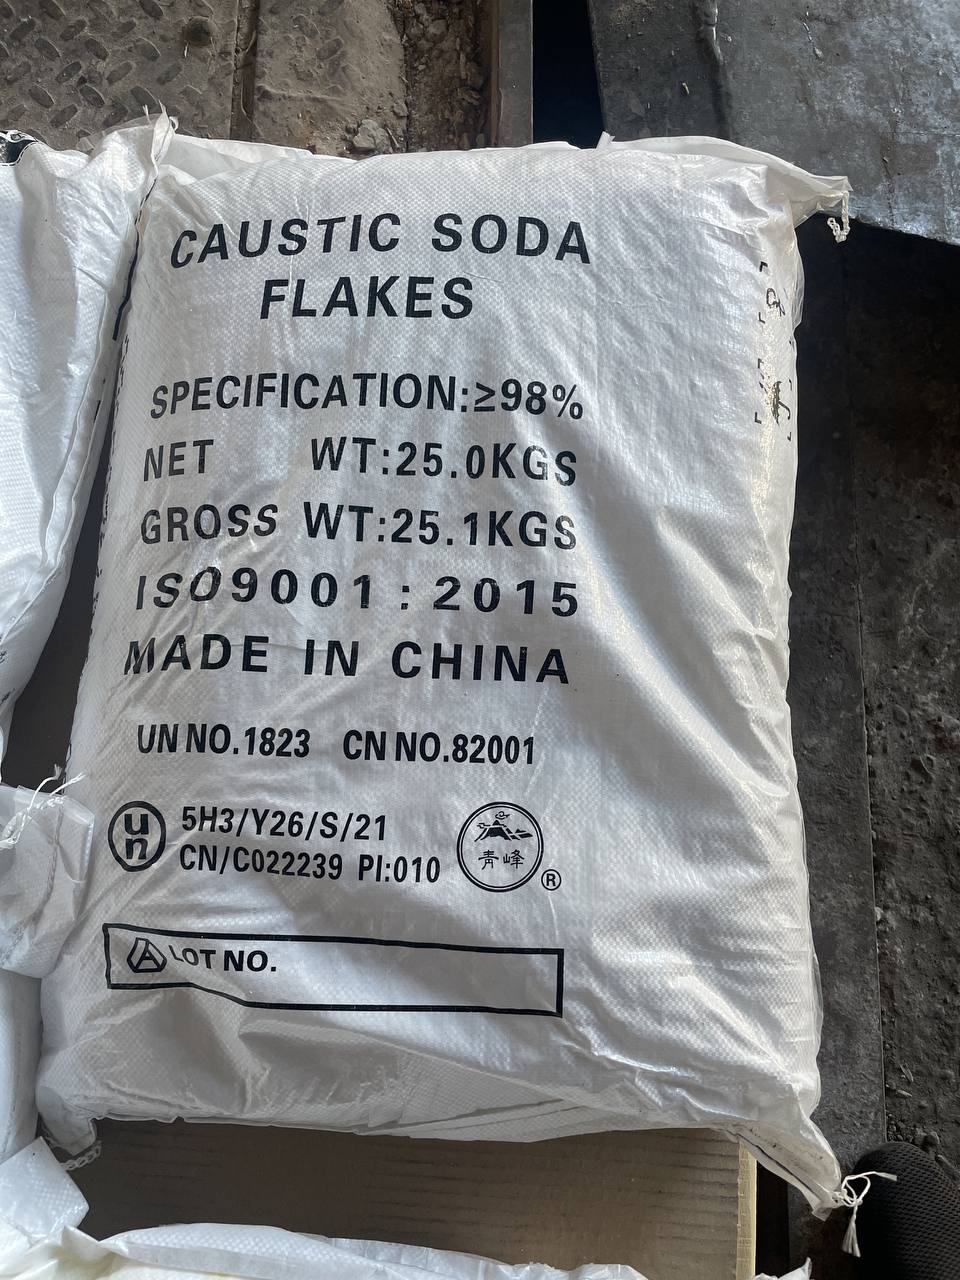 CAUSTIC SODA
FLAKES
SPECIFICATION:≥98%
NET WT:25.0KGS
GROSS WT:25.1KGS
ISO9001:2015
MADE IN CHINA
UN NO.1823 CN NO.82001
un 5H3/Y26/S/21
CN/C022239 PI:010
青峰 ®
LOT NO.